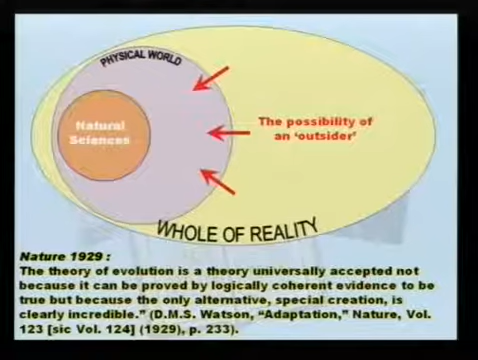 PHYSICAL WORLD
Natural
Sciences
The possibility of
an ‘outsider’
WHOLE OF REALITY
Nature 1929 :
The theory of evolution is a theory universally accepted not
because it can be proved by logically coherent evidence to be
true but because the only alternative, special creation, is
clearly incredible.” (D.M.S. Watson, “Adaptation,” Nature, Vol.
123 [sic Vol. 124] (1929), p. 233).